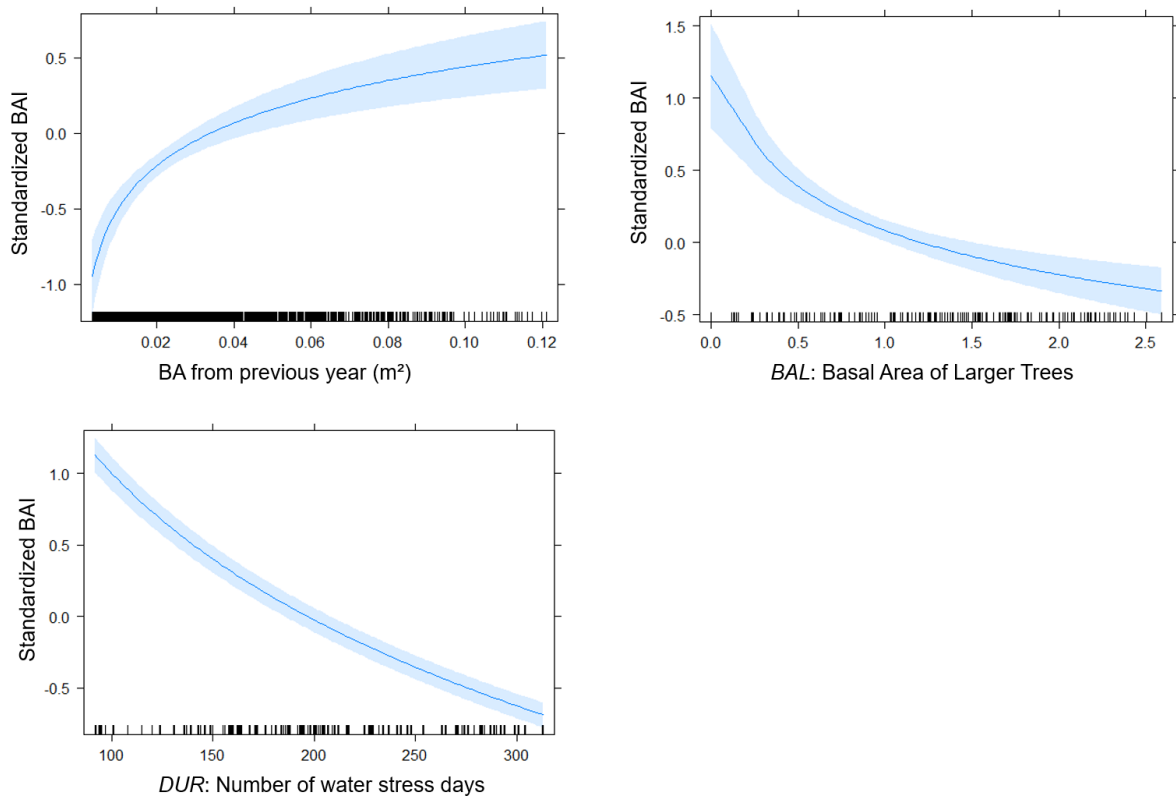 Standardized BAI
0.5
0.0
-0.5
-1.0
0.02 0.04 0.06 0.08 0.10 0.12
BA from previous year (m²)
Standardized BAI
1.5
1.0
0.5
0.0
-0.5
0.0 0.5 1.0 1.5 2.0 2.5
BAL: Basal Area of Larger Trees
Standardized BAI
1.0
0.5
0.0
-0.5
100 150 200 250 300
DUR: Number of water stress days